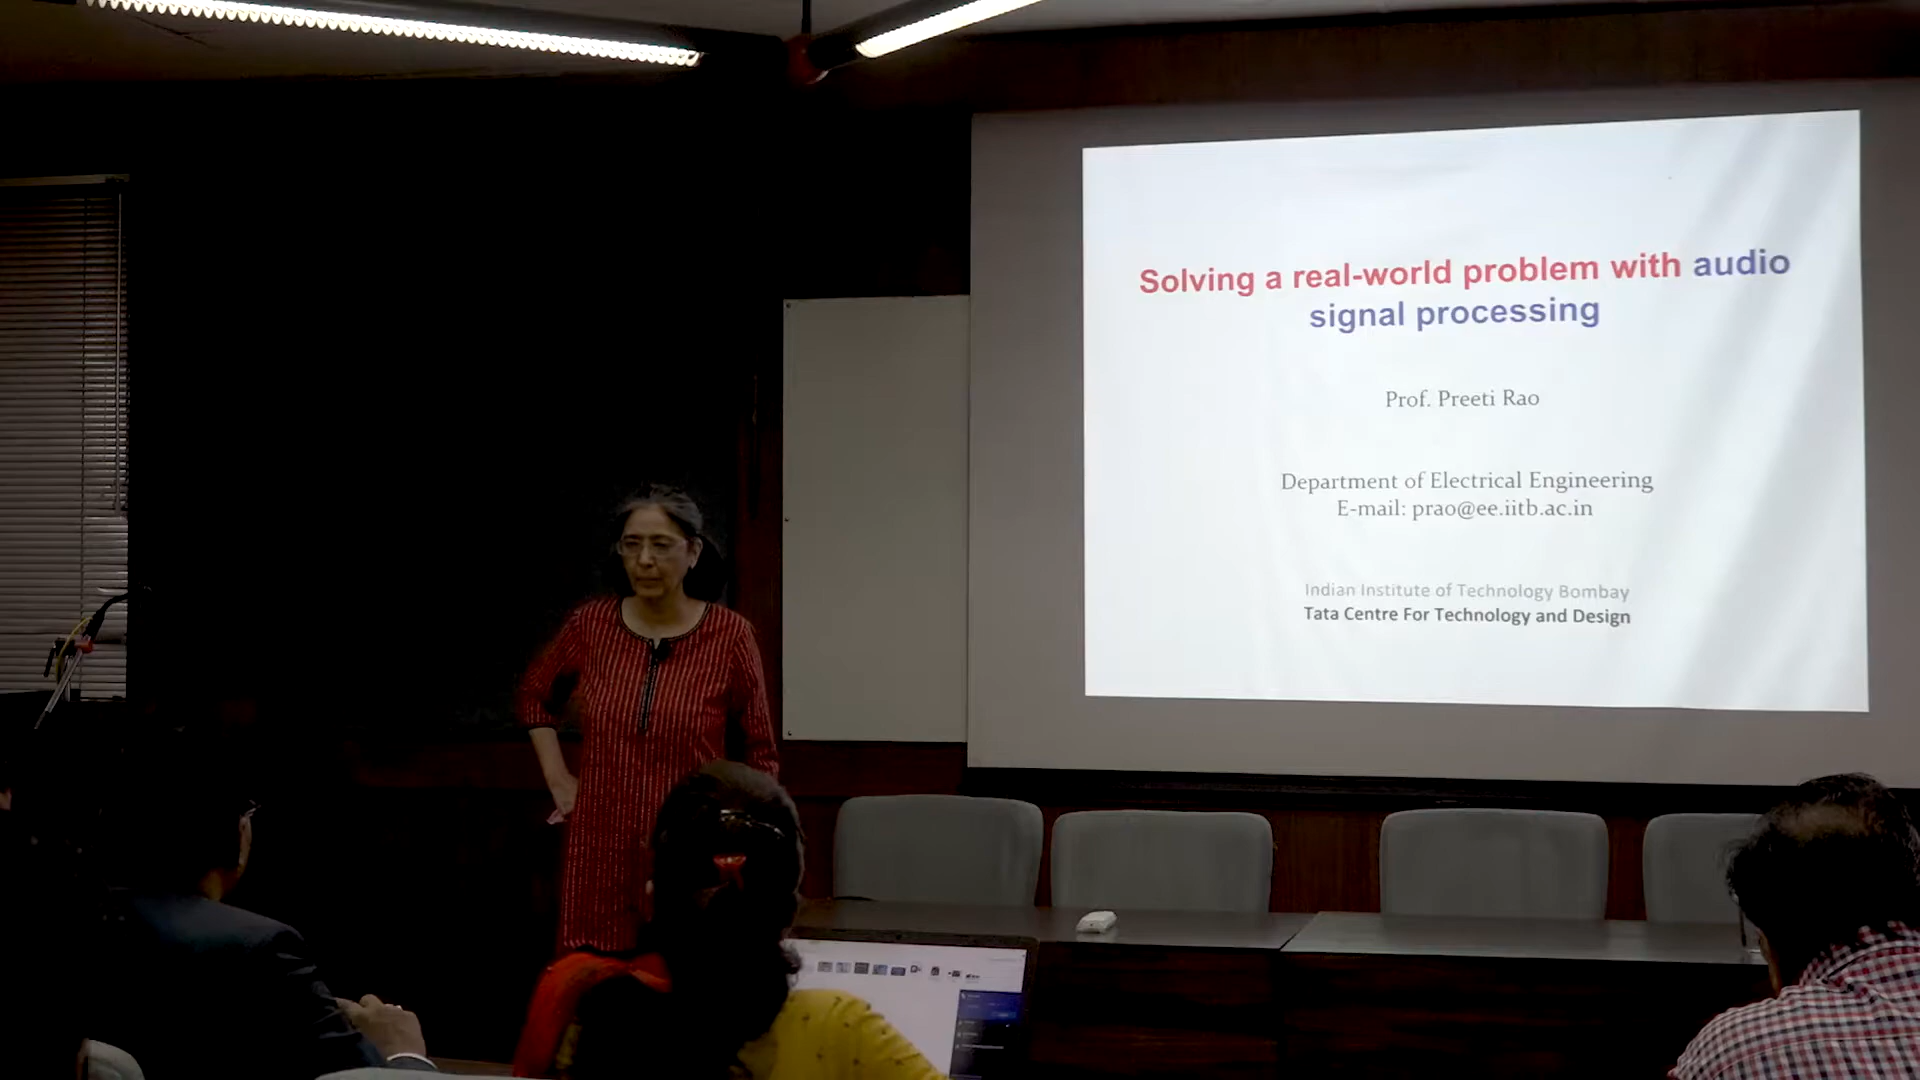 Solving a real-world problem with audio
signal processing
Prof. Preeti Rao
Department of Electrical Engineering
E-mail: prao@ee.iitb.ac.in
Indian Institute of Technology Bombay
Tata Centre For Technology and Design